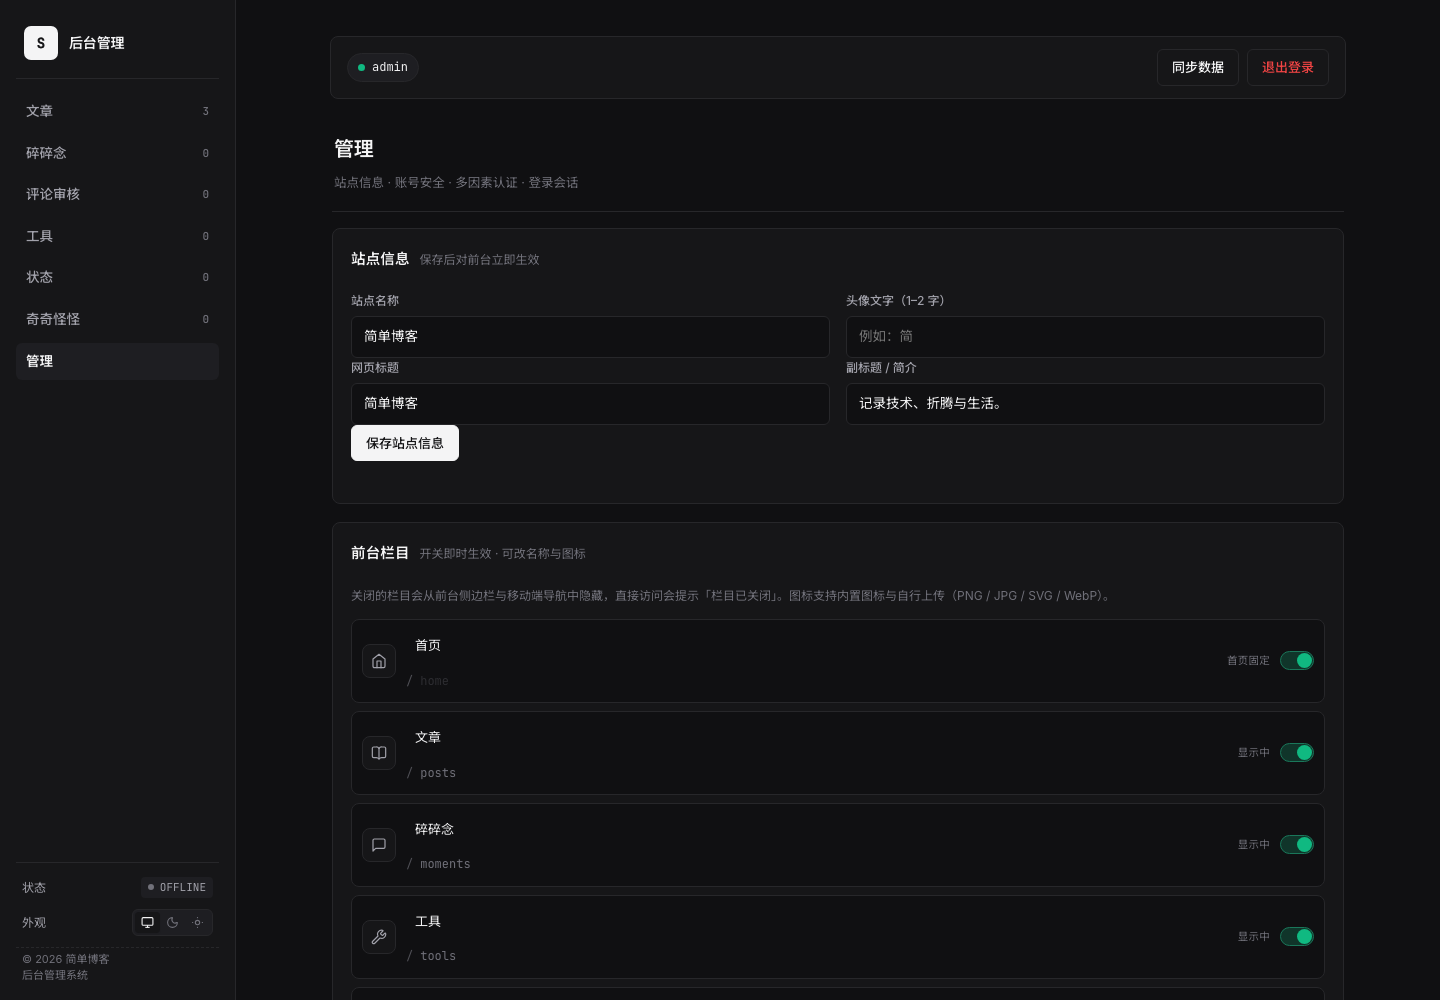 S 后台管理
文章 3
碎碎念 0
评论审核 0
工具 0
状态 0
奇奇怪怪 0
管理
状态 OFFLINE
外观
© 2026 简单博客
后台管理系统
admin 同步数据 退出登录
管理
站点信息 · 账号安全 · 多因素认证 · 登录会话
站点信息 保存后对前台立即生效
站点名称 头像文字（1–2 字）
简单博客 例如：简
网页标题 副标题 / 简介
简单博客 记录技术、折腾与生活。
保存站点信息
前台栏目 开关即时生效 · 可改名称与图标
关闭的栏目会从前台侧边栏与移动端导航中隐藏，直接访问会提示「栏目已关闭」。图标支持内置图标与自行上传（PNG / JPG / SVG / WebP）。
首页
/ home
首页固定
文章
/ posts
显示中
碎碎念
/ moments
显示中
工具
/ tools
显示中